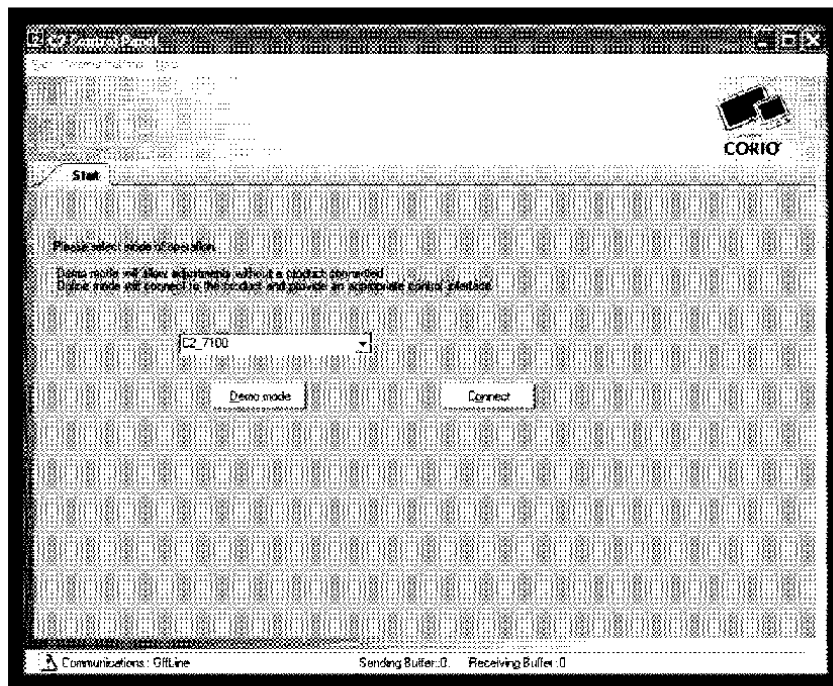 C2 C2 Control Panel
CORIO
Start
Please select mode of operation
Demo mode will allow adjustments without a product connected
Online mode will connect to the product and provide an appropriate control interface
C2_7100
Demo mode Connect
Communications : OffLine Sending Buffer:0. Receiving Buffer:0